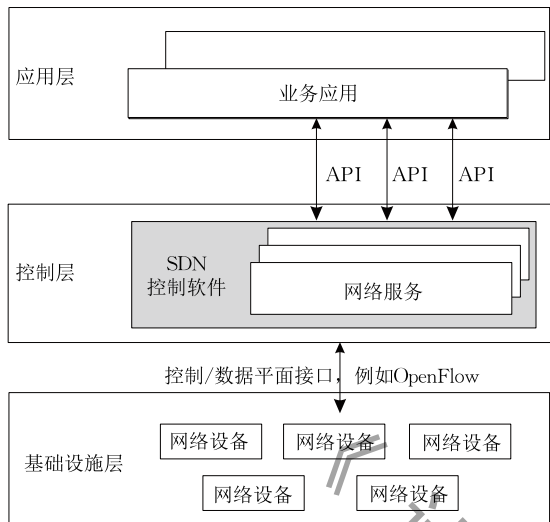 应用层
业务应用
API API API
控制层
SDN
控制软件
网络服务
控制/数据平面接口，例如OpenFlow
基础设施层
网络设备 网络设备 网络设备
网络设备 网络设备